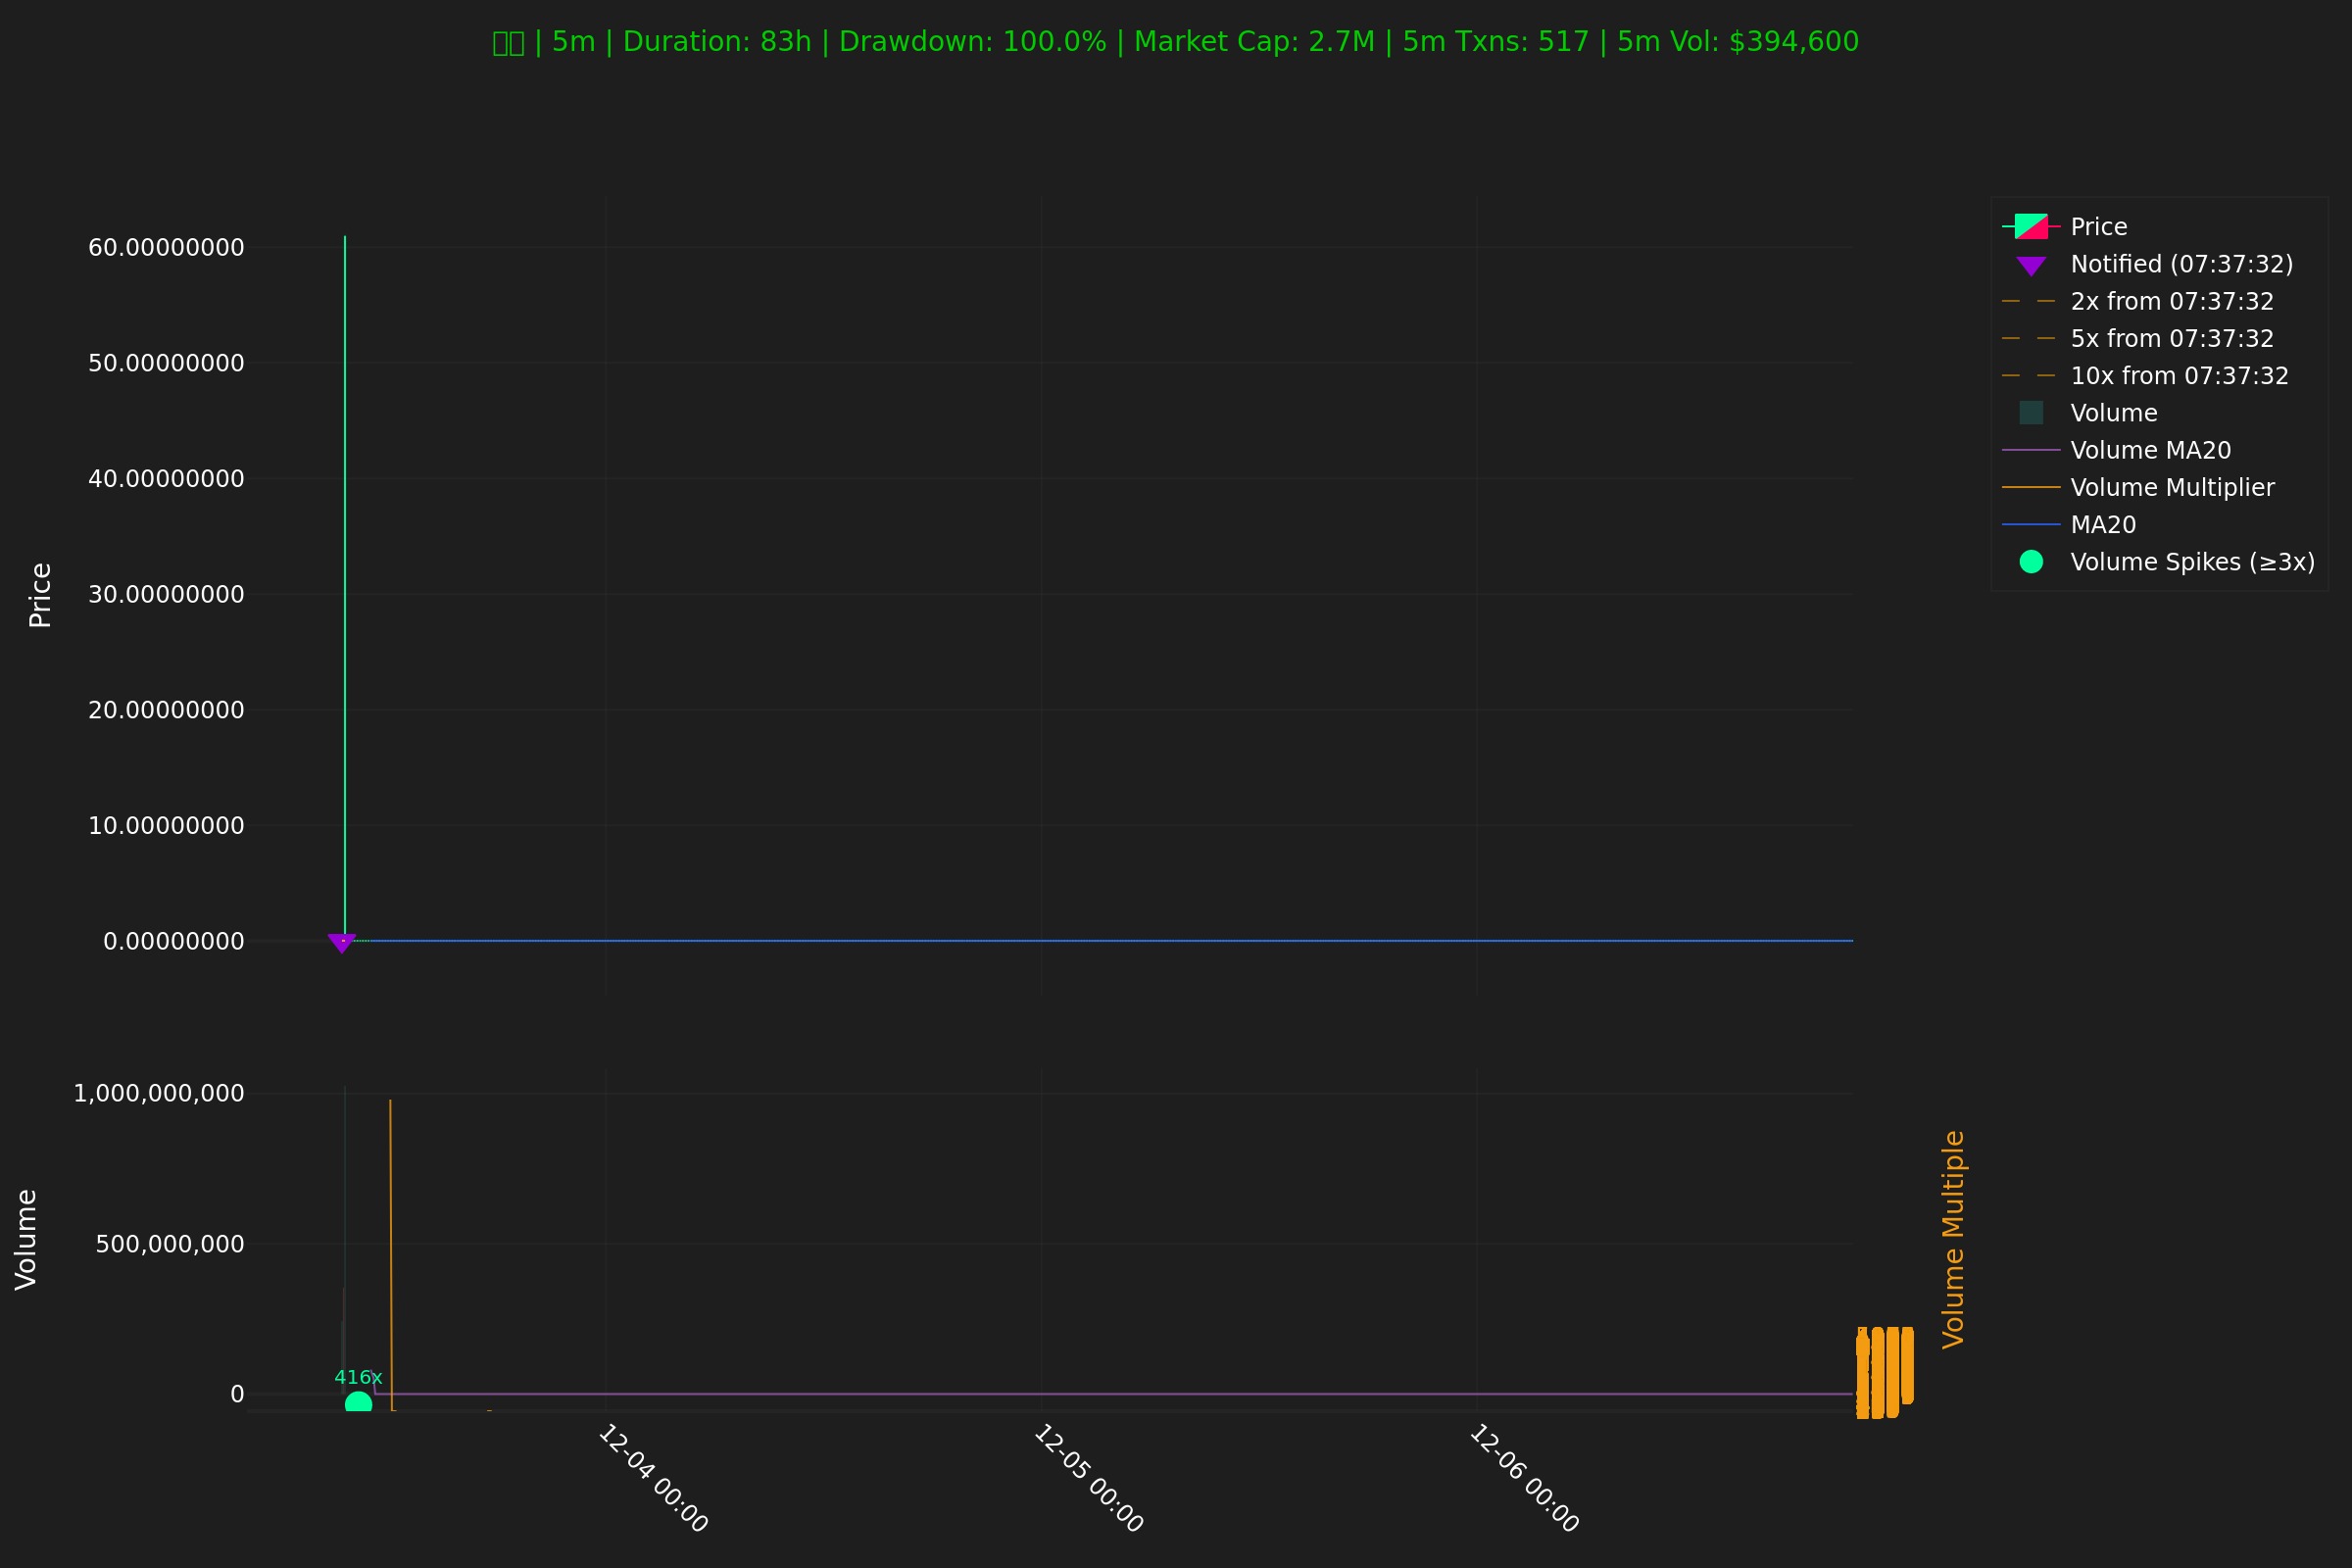 | 5m | Duration: 83h | Drawdown: 100.0% | Market Cap: 2.7M | 5m Txns: 517 | 5m Vol: $394,600
Price
60.00000000
50.00000000
40.00000000
30.00000000
20.00000000
10.00000000
0.00000000
Price
Notified (07:37:32)
2x from 07:37:32
5x from 07:37:32
10x from 07:37:32
Volume
Volume MA20
Volume Multiplier
MA20
Volume Spikes (≥3x)
Volume
1,000,000,000
500,000,000
0
416x
Volume Multiple
12-04 00:00
12-05 00:00
12-06 00:00